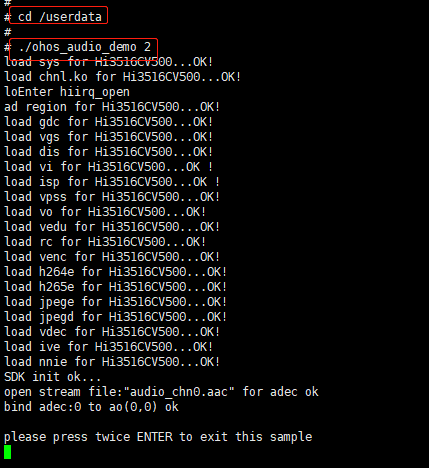 #
# cd /userdata
#
# ./ohos_audio_demo 2
load sys for Hi3516CV500...OK!
load chnl.ko for Hi3516CV500...OK!
loEnter hiirq_open
ad region for Hi3516CV500...OK!
load gdc for Hi3516CV500...OK!
load vgs for Hi3516CV500...OK!
load dis for Hi3516CV500...OK!
load vi for Hi3516CV500...OK !
load isp for Hi3516CV500...OK !
load vpss for Hi3516CV500...OK!
load vo for Hi3516CV500...OK!
load vedu for Hi3516CV500...OK!
load rc for Hi3516CV500...OK!
load venc for Hi3516CV500...OK!
load h264e for Hi3516CV500...OK!
load h265e for Hi3516CV500...OK!
load jpege for Hi3516CV500...OK!
load jpegd for Hi3516CV500...OK!
load vdec for Hi3516CV500...OK!
load ive for Hi3516CV500...OK!
load nnie for Hi3516CV500...OK!
SDK init ok...
open stream file:"audio_chn0.aac" for adec ok
bind adec:0 to ao(0,0) ok
please press twice ENTER to exit this sample